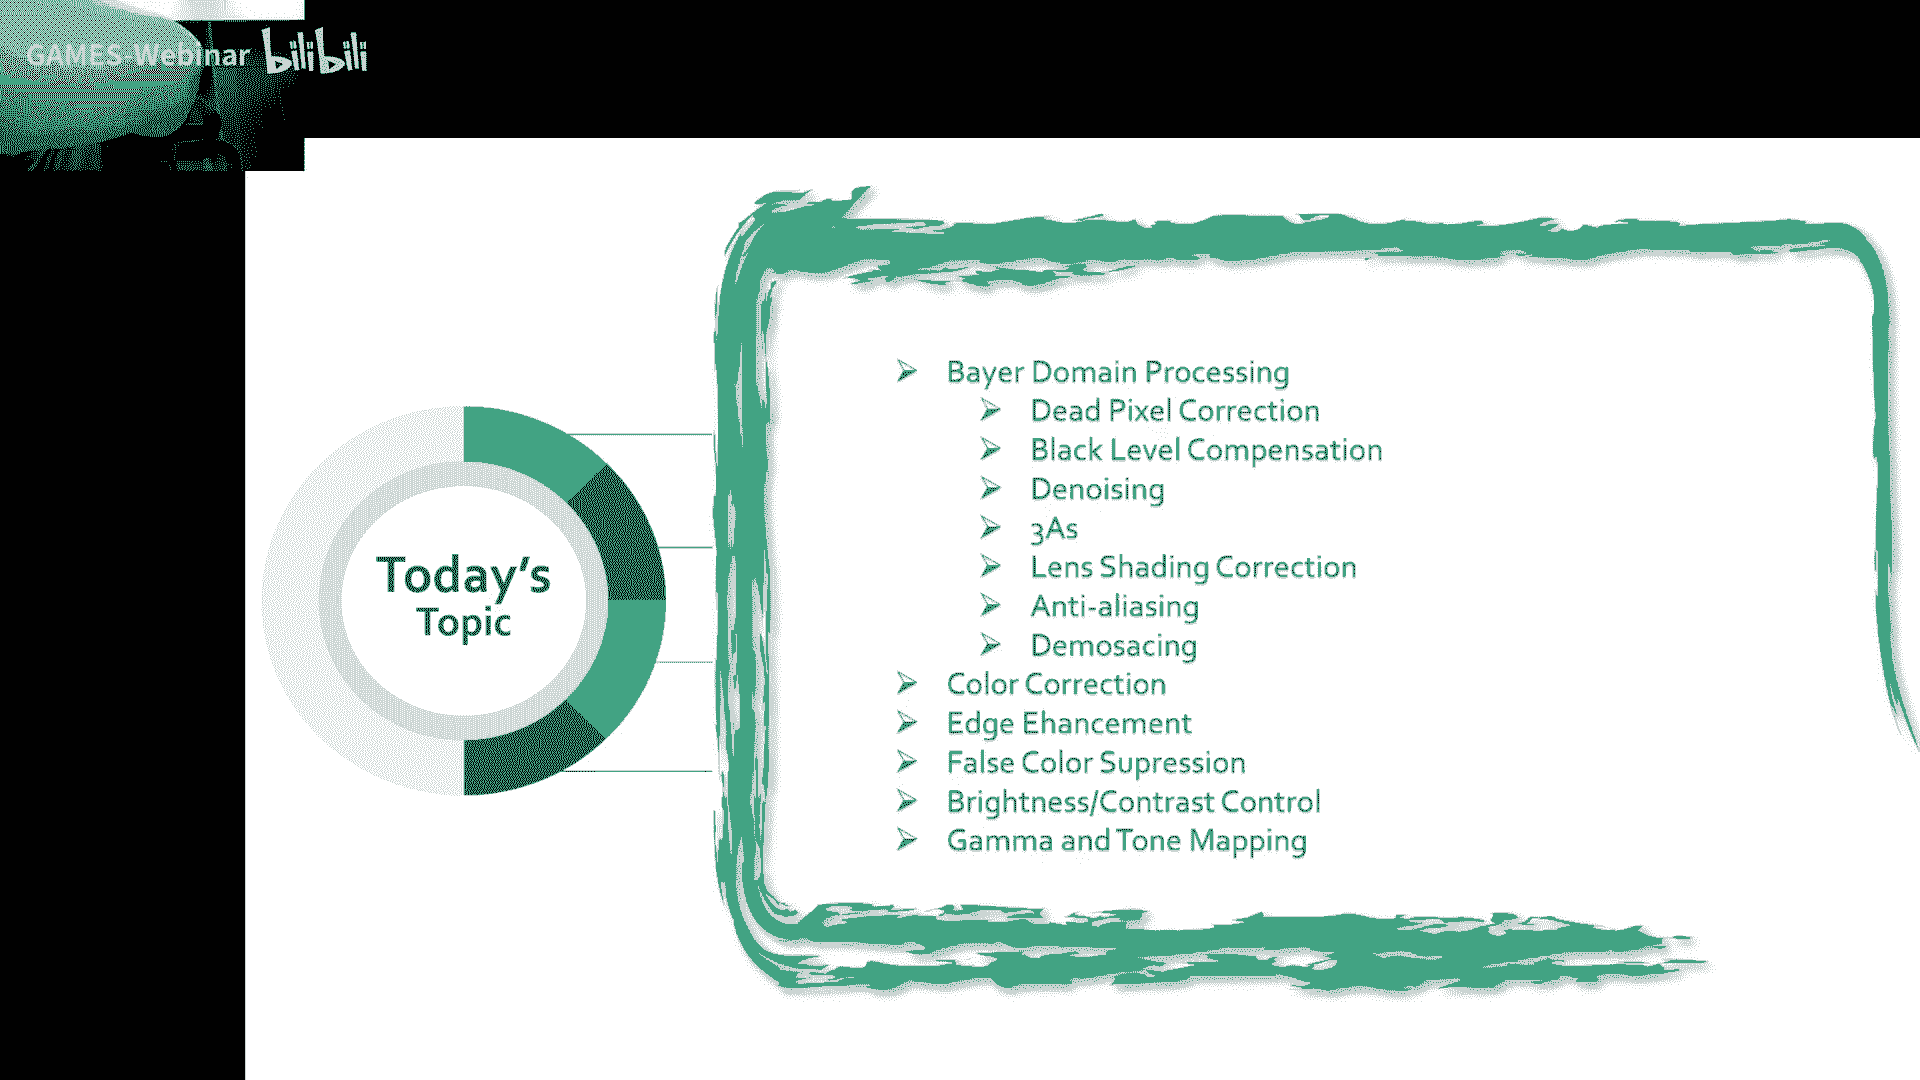 GAMES-Webinar bilibili
Today's
Topic
Bayer Domain Processing
Dead Pixel Correction
Black Level Compensation
Denoising
3As
Lens Shading Correction
Anti-aliasing
Demosacing
Color Correction
Edge Ehancement
False Color Supression
Brightness/Contrast Control
Gamma and Tone Mapping